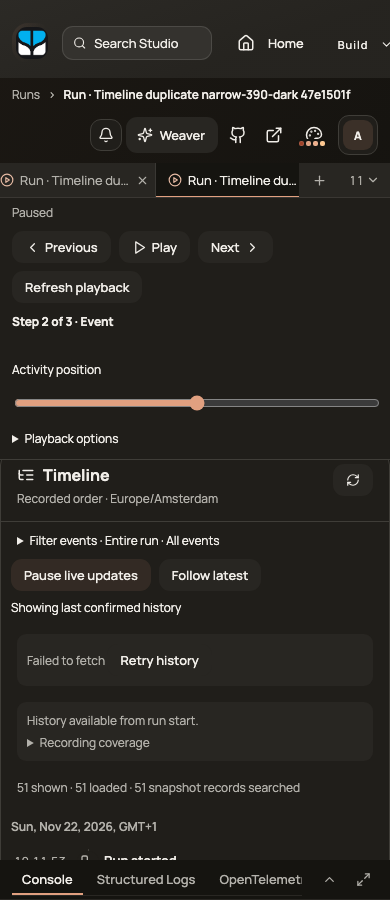 Search Studio
Home
Build
Runs › Run · Timeline duplicate narrow-390-dark 47e1501f
Weaver
A
Run · Timeline du...
Run · Timeline du...
11
Paused
Previous
Play
Next
Refresh playback
Step 2 of 3 · Event
Activity position
Playback options
Timeline
Recorded order · Europe/Amsterdam
Filter events · Entire run · All events
Pause live updates
Follow latest
Showing last confirmed history
Failed to fetch
Retry history
History available from run start.
Recording coverage
51 shown · 51 loaded · 51 snapshot records searched
Sun, Nov 22, 2026, GMT+1
Run started
Console
Structured Logs
OpenTelemet